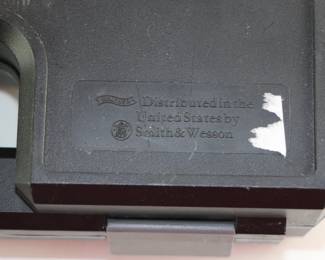 Distributed in the
United States by
Smith & Wesson